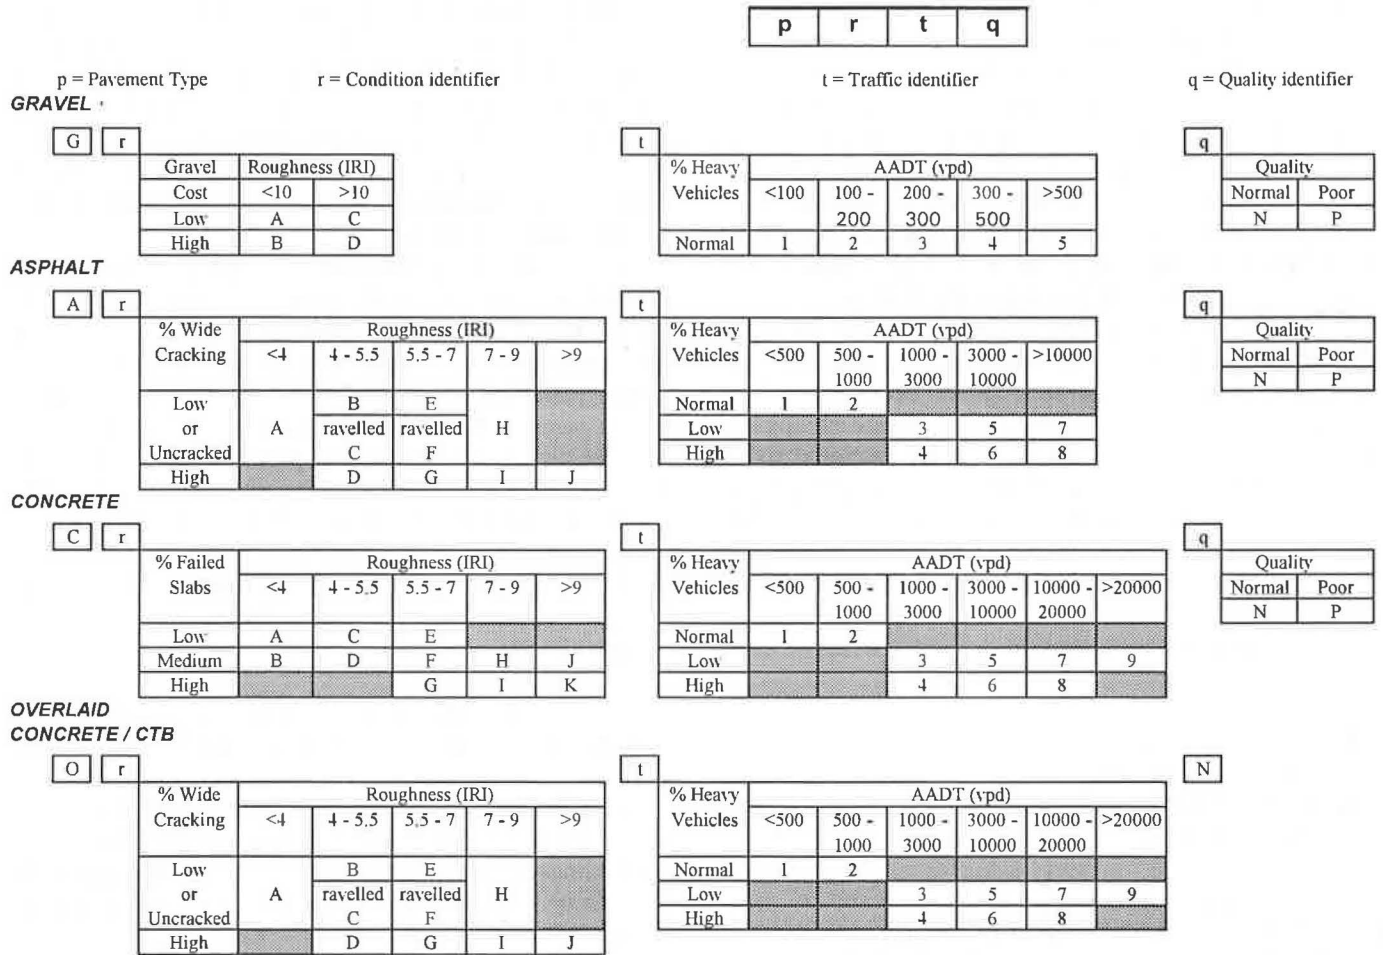 p r t q
p = Pavement Type r = Condition identifier t = Traffic identifier q = Quality identifier
GRAVEL
G r t q
Gravel Roughness (IRI) % Heavy AADT (vpd) Quality
Cost <10 >10 Vehicles <100 100 - 200 - 300 - >500 Normal Poor
Low A C 200 300 500 N P
High B D Normal 1 2 3 4 5
ASPHALT
A r t q
% Wide Roughness (IRI) % Heavy AADT (vpd) Quality
Cracking <4 4 - 5.5 5.5 - 7 7 - 9 >9 Vehicles <500 500 - 1000 - 3000 - >10000 Normal Poor
1000 3000 10000 N P
Low B E Normal 1 2
or A ravelled ravelled H Low 3 5 7
Uncracked C F High 4 6 8
High D G I J
CONCRETE
C r t q
% Failed Roughness (IRI) % Heavy AADT (vpd) Quality
Slabs <4 4 - 5.5 5.5 - 7 7 - 9 >9 Vehicles <500 500 - 1000 - 3000 - 10000 - >20000 Normal Poor
1000 3000 10000 20000 N P
Low A C E Normal 1 2
Medium B D F H J Low 3 5 7 9
High G I K High 4 6 8
OVERLAID
CONCRETE / CTB
O r t N
% Wide Roughness (IRI) % Heavy AADT (vpd)
Cracking <4 4 - 5.5 5.5 - 7 7 - 9 >9 Vehicles <500 500 - 1000 - 3000 - 10000 - >20000
1000 3000 10000 20000
Low B E Normal 1 2
or A ravelled ravelled H Low 3 5 7 9
Uncracked C F High 4 6 8
High D G I J